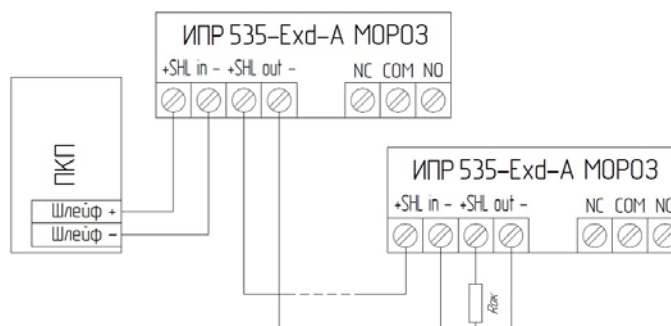 ИПР 535-Exd-А МОРОЗ
+SHL in - +SHL out -
NC COM NO
ПКП
Шлейф +
Шлейф -
ИПР 535-Exd-А МОРОЗ
+SHL in - +SHL out -
NC COM NO
Rок